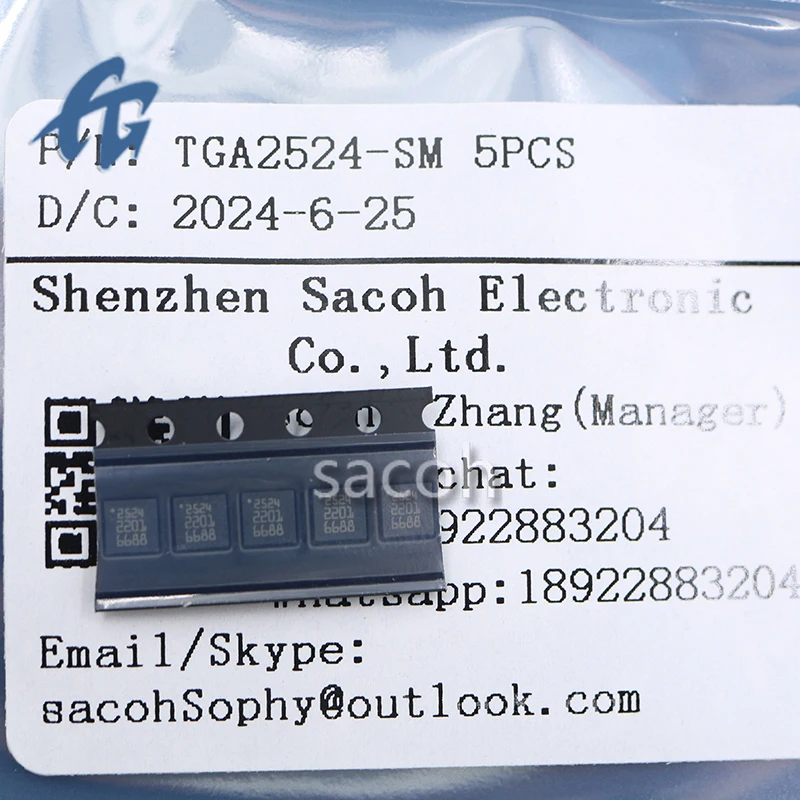 P/N: TGA2524-SM 5PCS
D/C: 2024-6-25
Shenzhen Sacoh Electronic
Co.,Ltd.
Zhang(Manager)
sacoh
2524
2201
6688
2524
2201
6688
2524
2201
6688
2524
2201
6688
2524
2201
6688
chat:
922883204
18922883204
Email/Skype:
sacohSophy@outlook.com